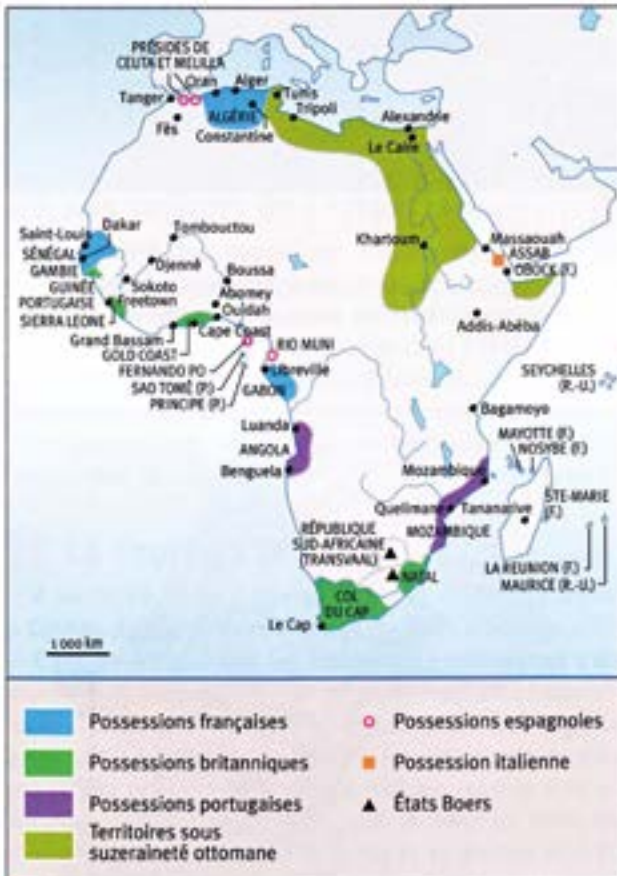 PRÉSIDES DE
CEUTA ET MELILLA
Oran
Alger
Tunis
Tanger
Tripoli
ALGÉRIE
Fès
Constantine
Alexandrie
Le Caire
Saint-Louis
Dakar
Tombouctou
Khartoum
Massaouah
SÉNÉGAL
ASSAB
GAMBIE
Djenné
OBOCK (F.)
GUINÉE
PORTUGAISE
Sokoto
Boussa
Freetown
Abomey
SIERRA LEONE
Ouidah
Addis-Abéba
Grand Bassam
Cape Coast
GOLD COAST
RIO MUNI
FERNANDO PO
Libreville
SEYCHELLES
(R.-U.)
SAO TOMÉ (P.)
GABON
PRINCIPE (P.)
Bagamoyo
Luanda
MAYOTTE (F.)
NOSYBE (F.)
ANGOLA
Mozambique
Benguela
STE-MARIE
(F.)
Quelimane
Tananarive
RÉPUBLIQUE
SUD-AFRICAINE
(TRANSVAAL)
MOZAMBIQUE
LA REUNION (F.)
NATAL
MAURICE (R.-U.)
COL
DU CAP
Le Cap
1 000 km
Possessions françaises
Possessions britanniques
Possessions portugaises
Territoires sous
suzeraineté ottomane
Possessions espagnoles
Possession italienne
États Boers